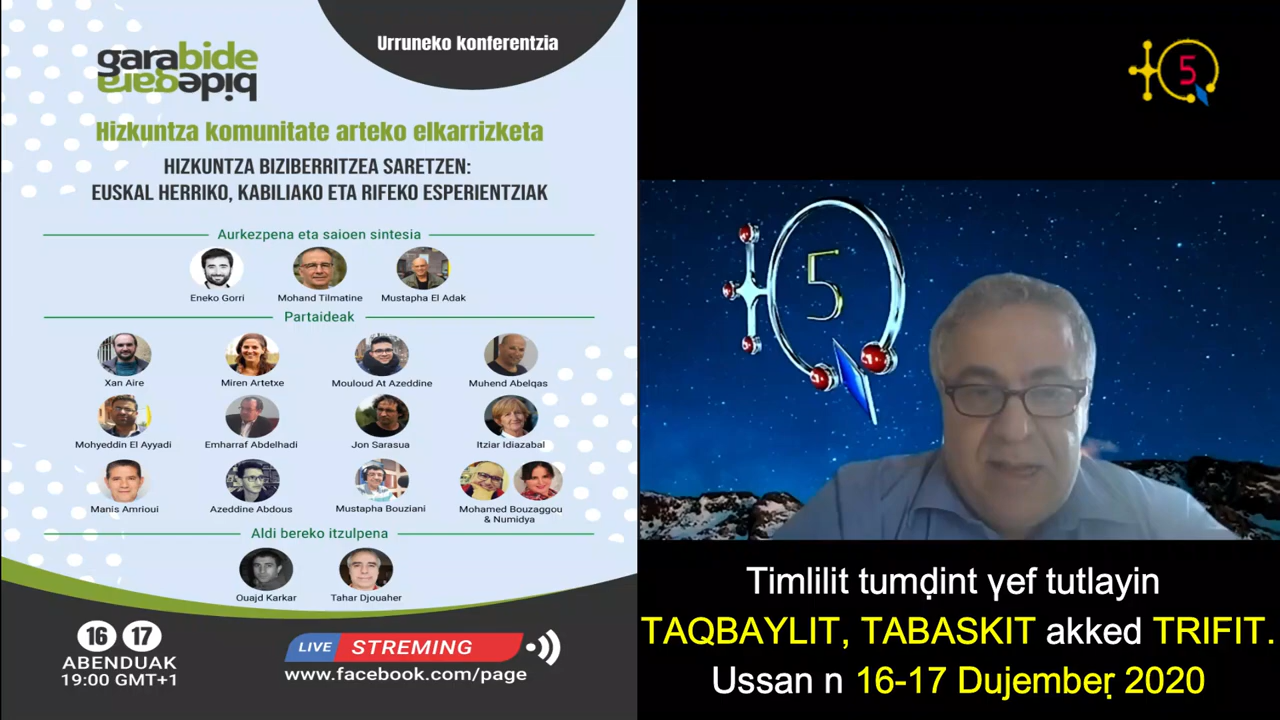 Urruneko konferentzia
garabide
garabide
Hizkuntza komunitate arteko elkarrizketa
HIZKUNTZA BIZIBERRITZEA SARETZEN:
EUSKAL HERRIKO, KABILIAKO ETA RIFEKO ESPERIENTZIAK
Aurkezpena eta saioen sintesia
Eneko Gorri
Mohand Tilmatine
Mustapha El Adak
Partaideak
Xan Aire
Miren Artetxe
Mouloud At Azeddine
Muhend Abelqas
Mohyeddin El Ayyadi
Emharraf Abdelhadi
Jon Sarasua
Itziar Idiazabal
Manis Amrioui
Azeddine Abdous
Mustapha Bouziani
Mohamed Bouzaggou
& Numidya
Aldi bereko itzulpena
Ouajd Karkar
Tahar Djouaher
16 17
ABENDUAK
19:00 GMT+1
LIVE STREMING
www.facebook.com/page
5
5
Timlilit tumḍint ɣef tutlayin
TAQBAYLIT, TABASKIT akked TRIFIT.
Ussan n 16-17 Dujembeṛ 2020